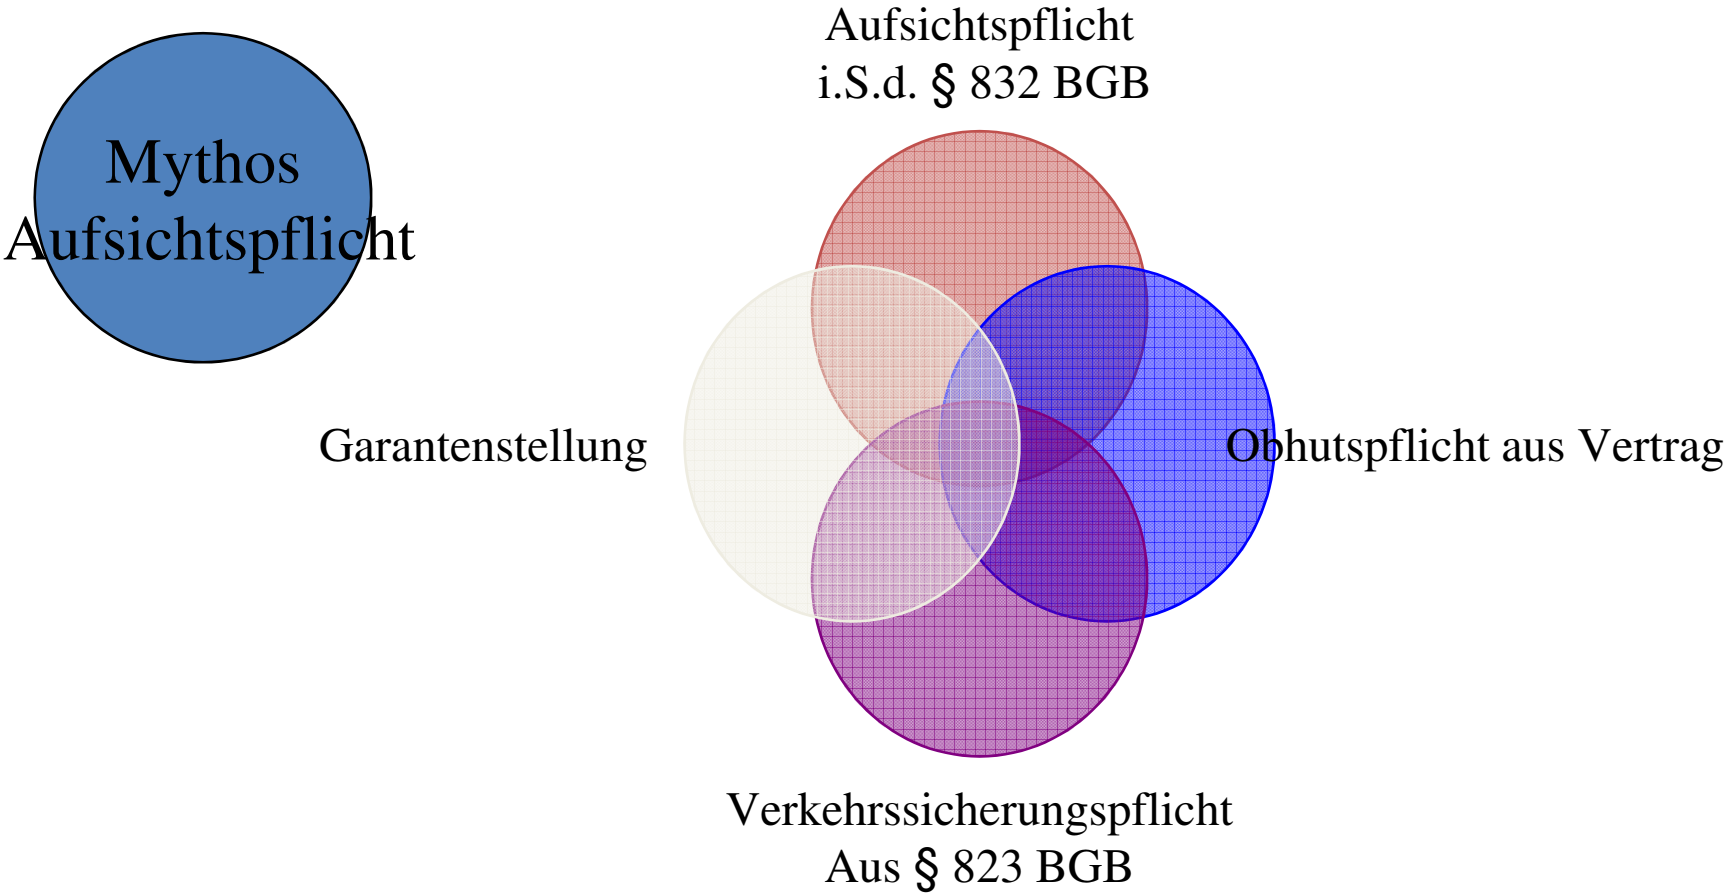 Mythos
Aufsichtspflicht
Aufsichtspflicht
i.S.d. § 832 BGB
Garantenstellung
Obhutspflicht aus Vertrag
Verkehrssicherungspflicht
Aus § 823 BGB